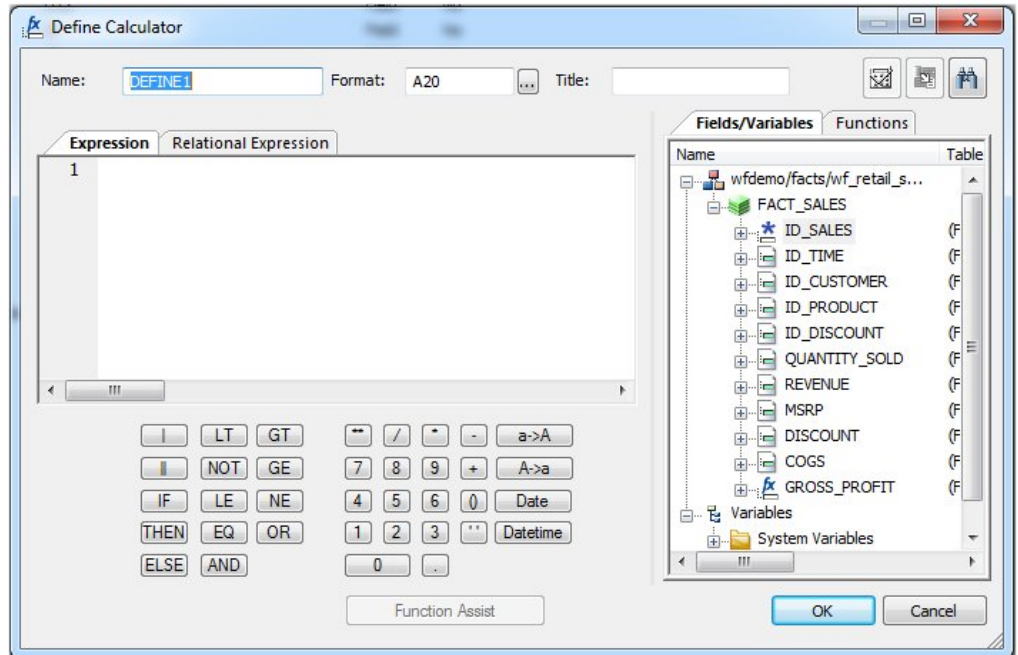 Define Calculator
Name: DEFINE1 Format: A20 ... Title:
Expression Relational Expression
1
Fields/Variables Functions
Name Table
wfdemo/facts/wf_retail_s...
FACT_SALES
ID_SALES (F
ID_TIME (F
ID_CUSTOMER (F
ID_PRODUCT (F
ID_DISCOUNT (F
QUANTITY_SOLD (F
REVENUE (F
MSRP (F
DISCOUNT (F
COGS (F
GROSS_PROFIT (F
Variables
System Variables
| LT GT ** / * - a->A
|| NOT GE 7 8 9 + A->a
IF LE NE 4 5 6 () Date
THEN EQ OR 1 2 3 ' ' Datetime
ELSE AND 0 .
Function Assist
OK Cancel